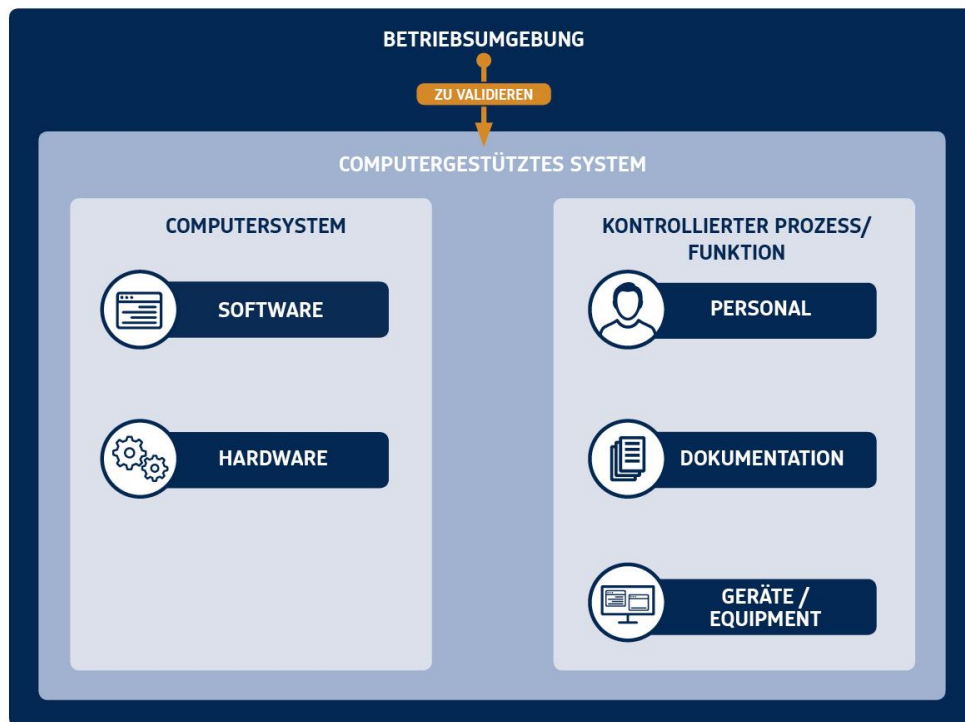 BETRIEBSUMGEBUNG
ZU VALIDIEREN
COMPUTERGESTÜTZTES SYSTEM
COMPUTERSYSTEM
SOFTWARE
HARDWARE
KONTROLLIERTER PROZESS/
FUNKTION
PERSONAL
DOKUMENTATION
GERÄTE /
EQUIPMENT